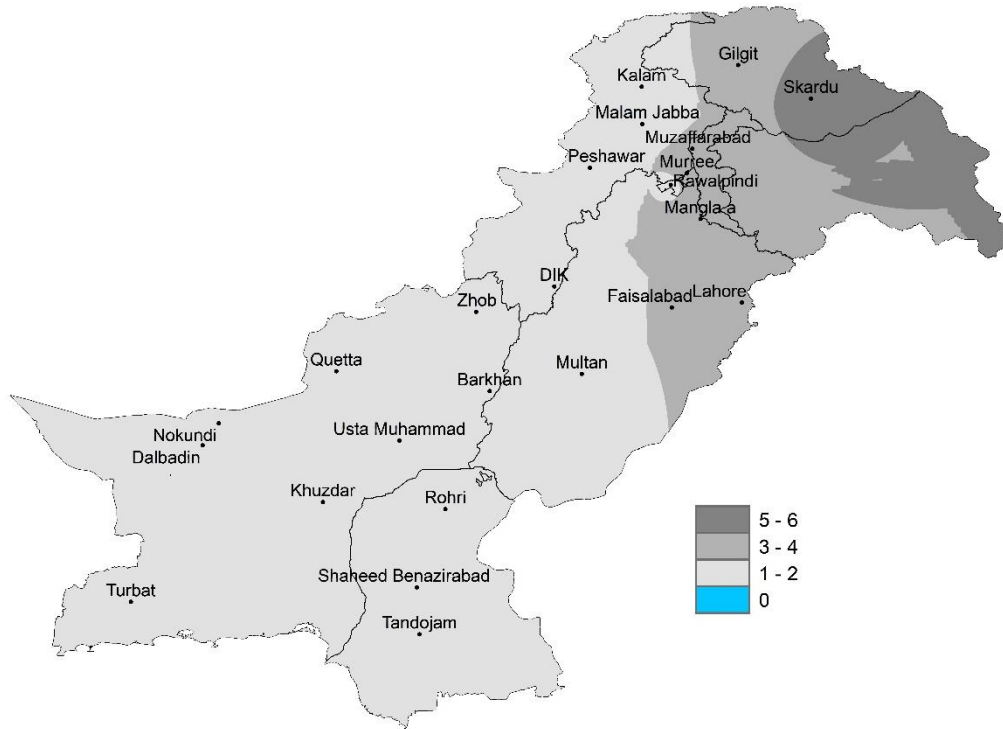 Gilgit
Kalam
Skardu
Malam Jabba
Muzaffarabad
Peshawar
Murree
Rawalpindi
Mangla a
DIK
Zhob
Faisalabad
Lahore
Quetta
Multan
Barkhan
Usta Muhammad
Nokundi
Dalbadin
Khuzdar
Rohri
5 - 6
3 - 4
1 - 2
0
Shaheed Benazirabad
Turbat
Tandojam